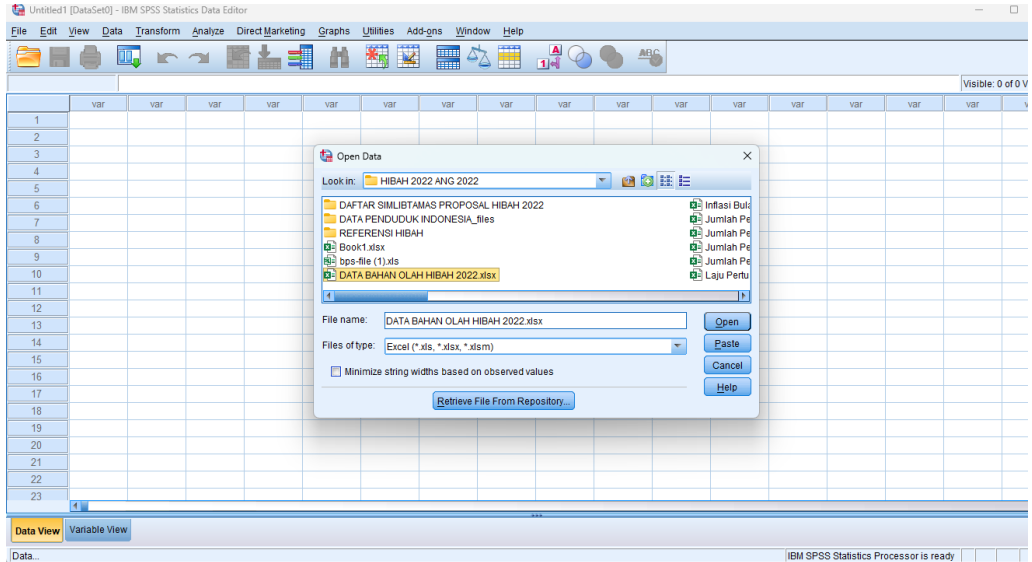 Untitled1 [DataSet0] - IBM SPSS Statistics Data Editor
File Edit View Data Transform Analyze Direct Marketing Graphs Utilities Add-ons Window Help
Visible: 0 of 0 V
var var var var var var var var var var var var var var var var v
1
2
3
4
5
6
7
8
9
10
11
12
13
14
15
16
17
18
19
20
21
22
23
Open Data
Look in: HIBAH 2022 ANG 2022
DAFTAR SIMLIBTAMAS PROPOSAL HIBAH 2022
DATA PENDUDUK INDONESIA_files
REFERENSI HIBAH
Book1.xlsx
bps-file (1).xls
DATA BAHAN OLAH HIBAH 2022.xlsx
Inflasi Bula
Jumlah Pe
Jumlah Pe
Jumlah Pe
Jumlah Pe
Laju Pertu
File name: DATA BAHAN OLAH HIBAH 2022.xlsx
Files of type: Excel (*.xls, *.xlsx, *.xlsm)
Minimize string widths based on observed values
Open
Paste
Cancel
Help
Retrieve File From Repository...
Data View Variable View
Data...
IBM SPSS Statistics Processor is ready